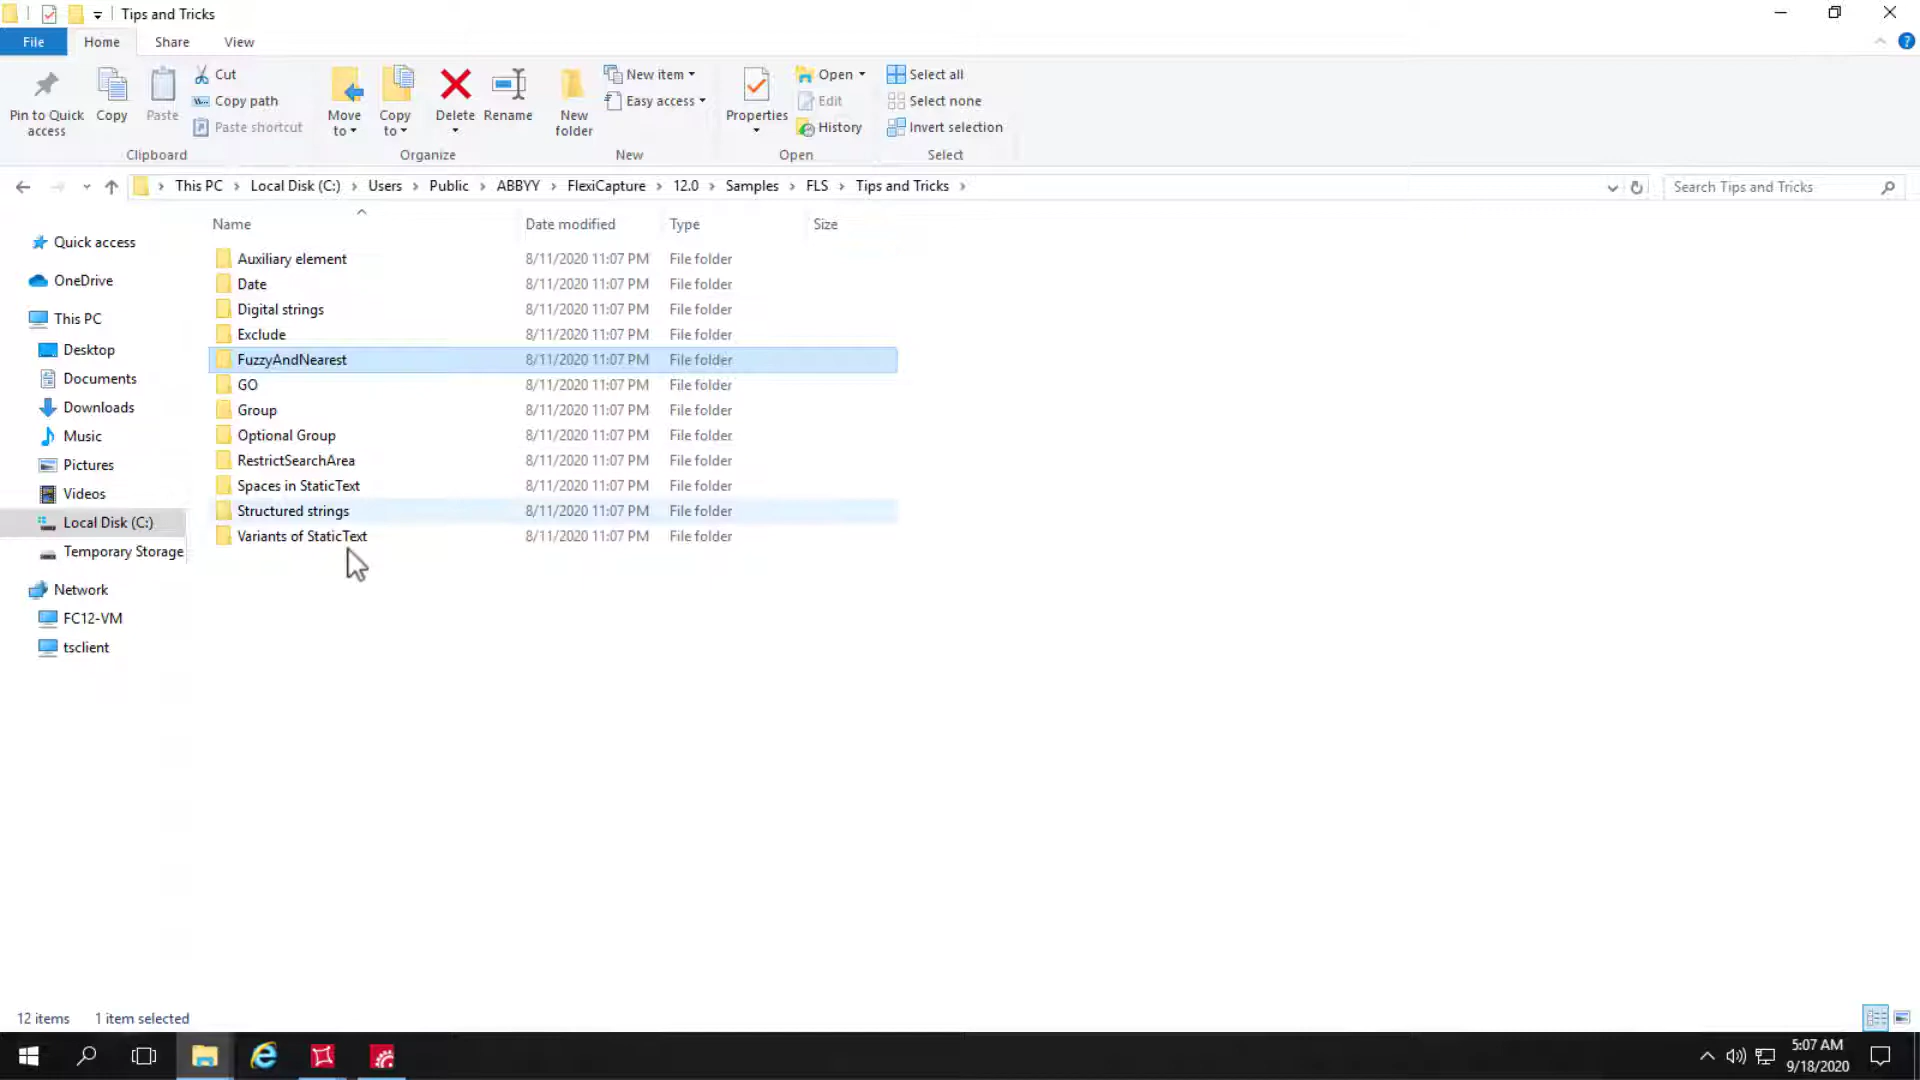 Tips and Tricks
File Home Share View
Pin to Quick access
Copy
Paste
Cut
Copy path
Paste shortcut
Clipboard
Move to
Copy to
Delete
Rename
Organize
New folder
New item
Easy access
New
Properties
Open
Edit
History
Open
Select all
Select none
Invert selection
Select
This PC Local Disk (C:) Users Public ABBYY FlexiCapture 12.0 Samples FLS Tips and Tricks
Search Tips and Tricks
Quick access
OneDrive
This PC
Desktop
Documents
Downloads
Music
Pictures
Videos
Local Disk (C:)
Temporary Storage
Network
FC12-VM
tsclient
Name Date modified Type Size
Auxiliary element 8/11/2020 11:07 PM File folder
Date 8/11/2020 11:07 PM File folder
Digital strings 8/11/2020 11:07 PM File folder
Exclude 8/11/2020 11:07 PM File folder
FuzzyAndNearest 8/11/2020 11:07 PM File folder
GO 8/11/2020 11:07 PM File folder
Group 8/11/2020 11:07 PM File folder
Optional Group 8/11/2020 11:07 PM File folder
RestrictSearchArea 8/11/2020 11:07 PM File folder
Spaces in StaticText 8/11/2020 11:07 PM File folder
Structured strings 8/11/2020 11:07 PM File folder
Variants of StaticText 8/11/2020 11:07 PM File folder
12 items 1 item selected
5:07 AM
9/18/2020